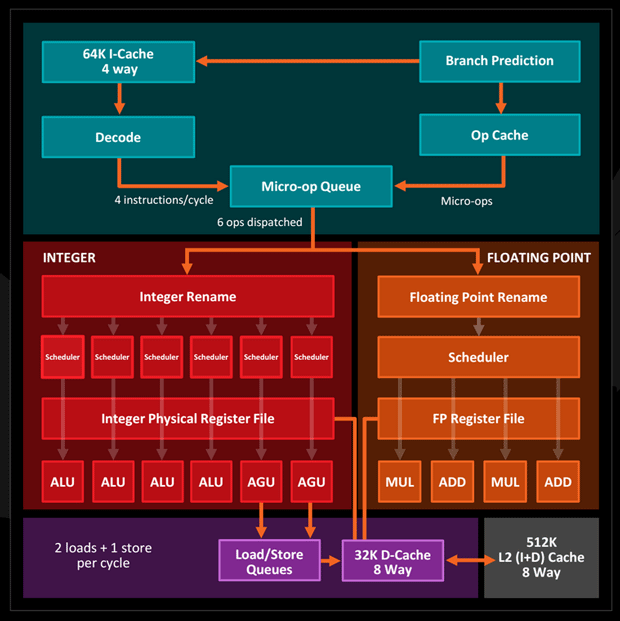 64K I-Cache
4 way
Branch Prediction
Decode
Op Cache
Micro-op Queue
4 instructions/cycle
Micro-ops
6 ops dispatched
INTEGER
FLOATING POINT
Integer Rename
Floating Point Rename
Scheduler
Scheduler
Scheduler
Scheduler
Scheduler
Scheduler
Scheduler
Integer Physical Register File
FP Register File
ALU
ALU
ALU
ALU
AGU
AGU
MUL
ADD
MUL
ADD
2 loads + 1 store
per cycle
Load/Store
Queues
32K D-Cache
8 Way
512K
L2 (I+D) Cache
8 Way